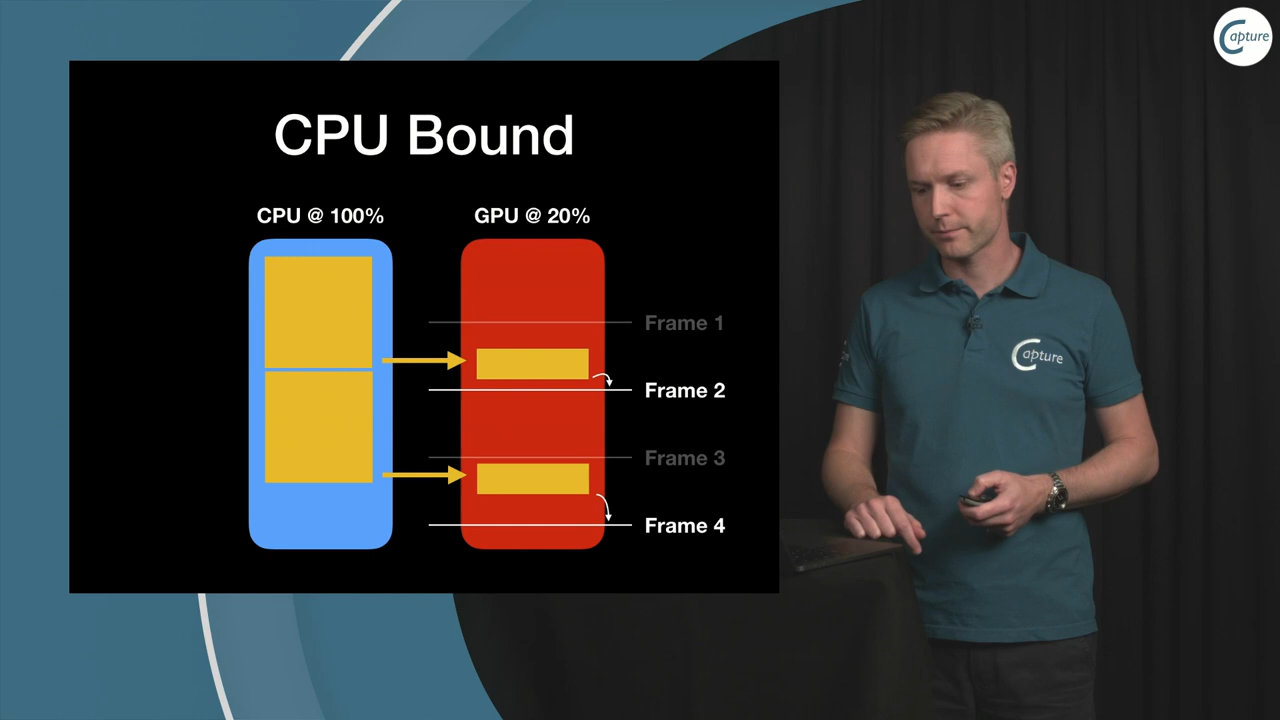 CPU Bound
CPU @ 100%
GPU @ 20%
Frame 1
Frame 2
Frame 3
Frame 4
Capture
Capture